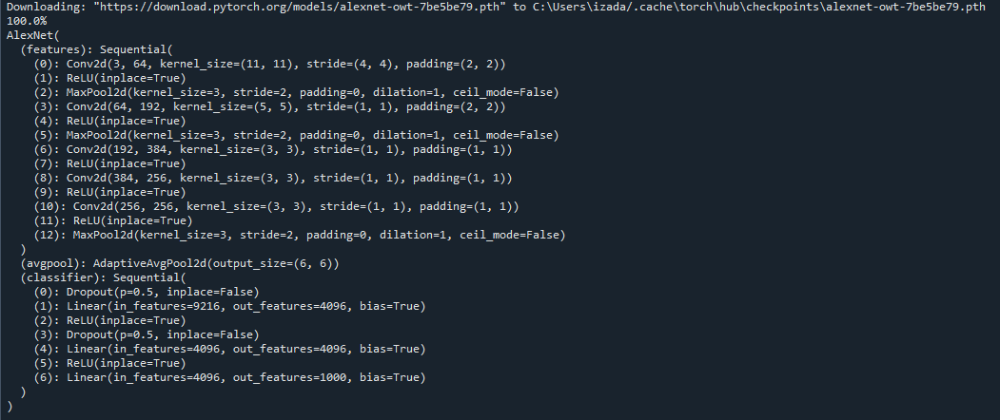 Downloading: "https://download.pytorch.org/models/alexnet-owt-7be5be79.pth" to C:\Users\izada/.cache\torch\hub\checkpoints\alexnet-owt-7be5be79.pth
100.0%
AlexNet(
  (features): Sequential(
    (0): Conv2d(3, 64, kernel_size=(11, 11), stride=(4, 4), padding=(2, 2))
    (1): ReLU(inplace=True)
    (2): MaxPool2d(kernel_size=3, stride=2, padding=0, dilation=1, ceil_mode=False)
    (3): Conv2d(64, 192, kernel_size=(5, 5), stride=(1, 1), padding=(2, 2))
    (4): ReLU(inplace=True)
    (5): MaxPool2d(kernel_size=3, stride=2, padding=0, dilation=1, ceil_mode=False)
    (6): Conv2d(192, 384, kernel_size=(3, 3), stride=(1, 1), padding=(1, 1))
    (7): ReLU(inplace=True)
    (8): Conv2d(384, 256, kernel_size=(3, 3), stride=(1, 1), padding=(1, 1))
    (9): ReLU(inplace=True)
    (10): Conv2d(256, 256, kernel_size=(3, 3), stride=(1, 1), padding=(1, 1))
    (11): ReLU(inplace=True)
    (12): MaxPool2d(kernel_size=3, stride=2, padding=0, dilation=1, ceil_mode=False)
  )
  (avgpool): AdaptiveAvgPool2d(output_size=(6, 6))
  (classifier): Sequential(
    (0): Dropout(p=0.5, inplace=False)
    (1): Linear(in_features=9216, out_features=4096, bias=True)
    (2): ReLU(inplace=True)
    (3): Dropout(p=0.5, inplace=False)
    (4): Linear(in_features=4096, out_features=4096, bias=True)
    (5): ReLU(inplace=True)
    (6): Linear(in_features=4096, out_features=1000, bias=True)
  )
)